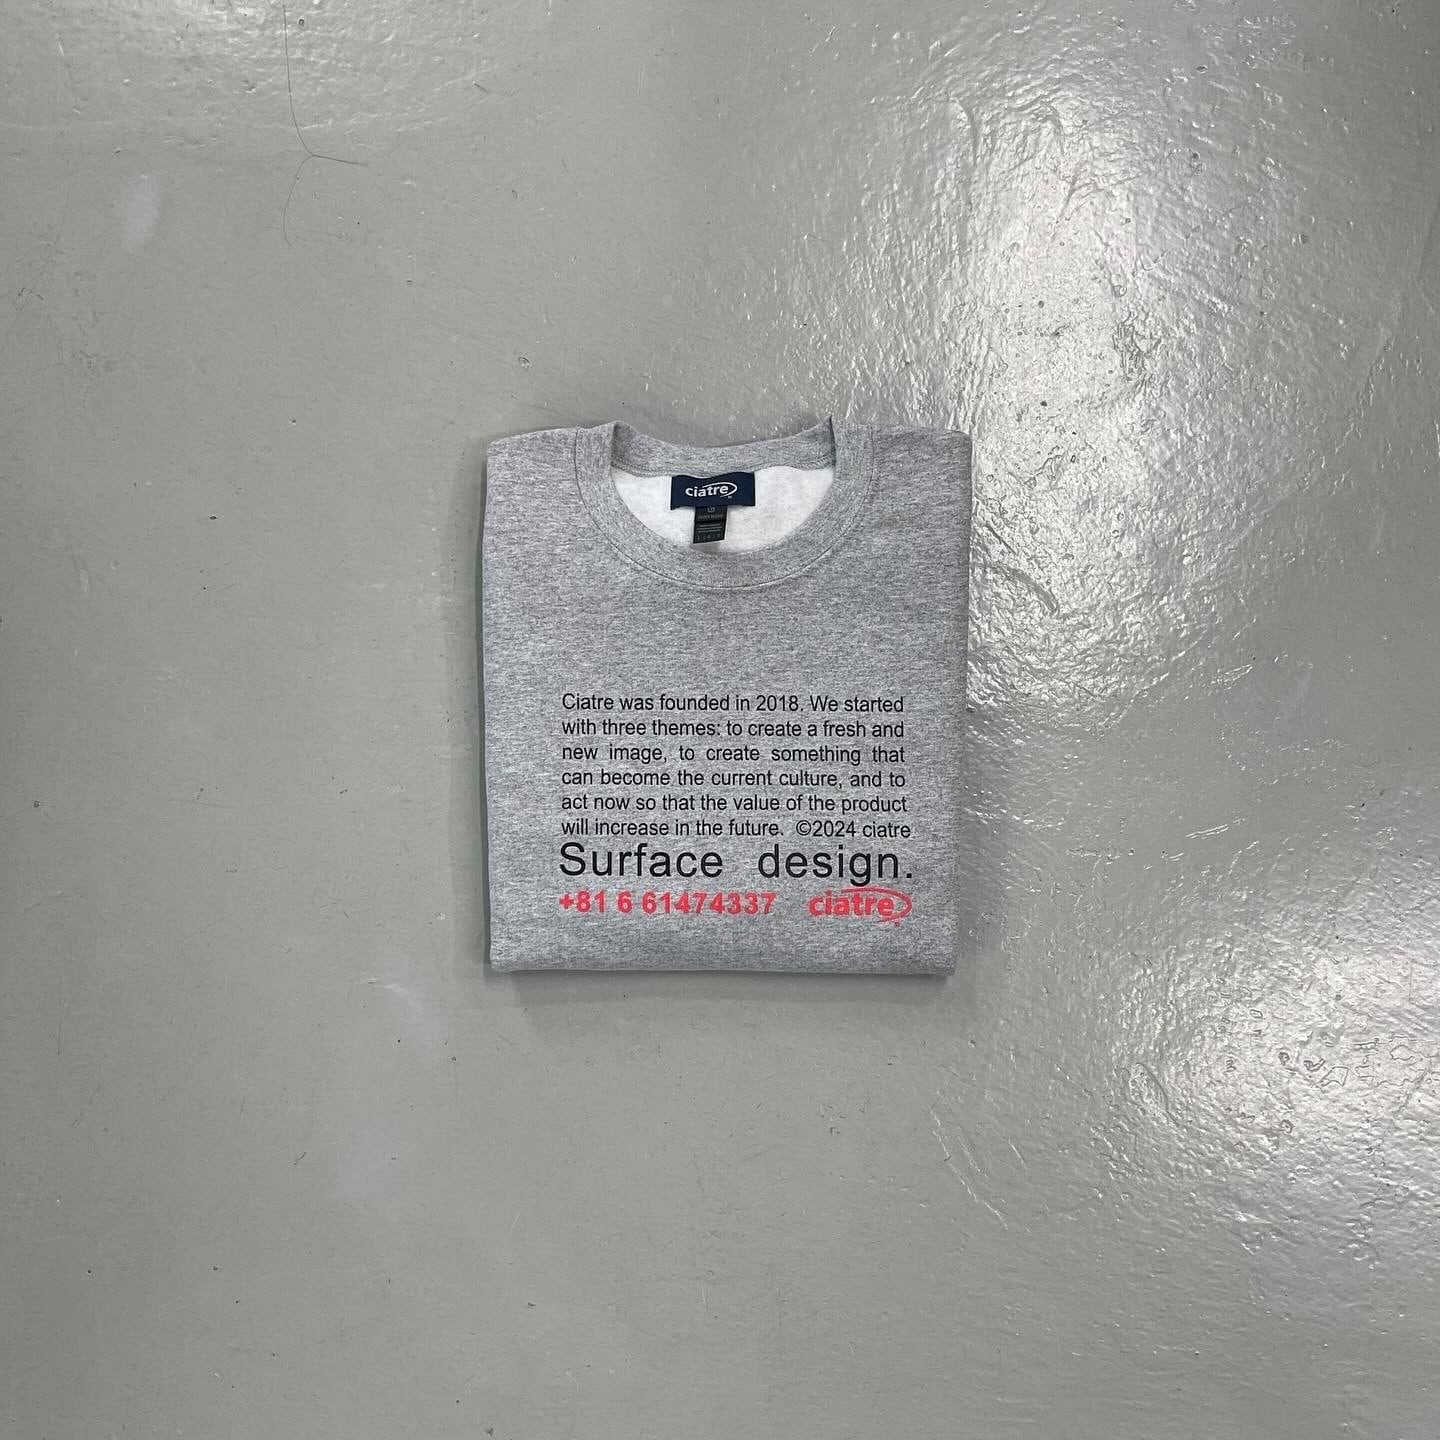 ciatre
Ciatre was founded in 2018. We started
with three themes: to create a fresh and
new image, to create something that
can become the current culture, and to
act now so that the value of the product
will increase in the future. ©2024 ciatre
Surface design.
+81 6 61474337 ciatre